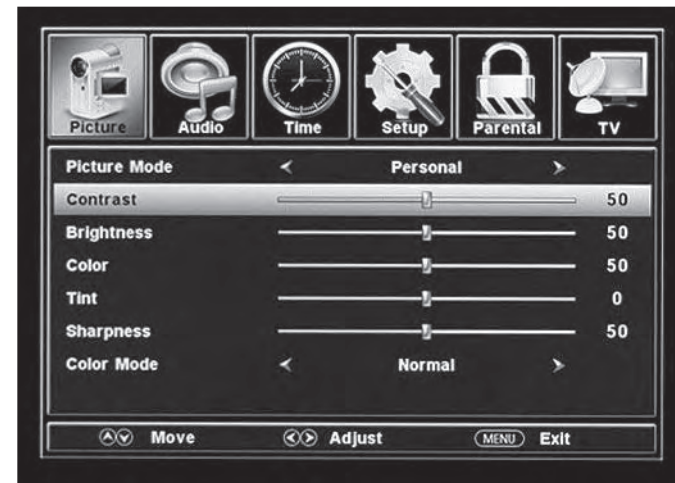 Picture Audio Time Setup Parental TV
Picture Mode Personal
Contrast 50
Brightness 50
Color 50
Tint 0
Sharpness 50
Color Mode Normal
Move Adjust MENU Exit